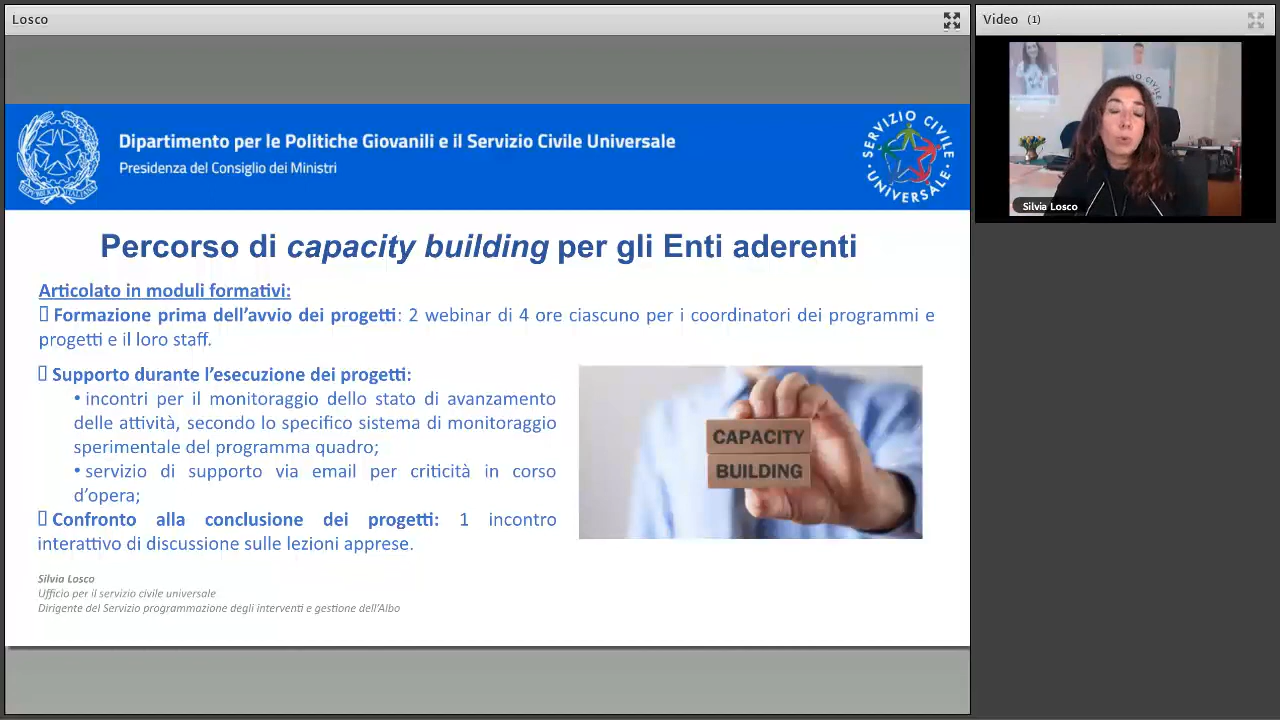 Losco
Video (1)
Dipartimento per le Politiche Giovanili e il Servizio Civile Universale
Presidenza del Consiglio dei Ministri
SERVIZIO CIVILE
UNIVERSALE
Silvia Losco
Percorso di capacity building per gli Enti aderenti
Articolato in moduli formativi:
Formazione prima dell’avvio dei progetti: 2 webinar di 4 ore ciascuno per i coordinatori dei programmi e
progetti e il loro staff.
Supporto durante l’esecuzione dei progetti:
• incontri per il monitoraggio dello stato di avanzamento
delle attività, secondo lo specifico sistema di monitoraggio
sperimentale del programma quadro;
• servizio di supporto via email per criticità in corso
d’opera;
Confronto alla conclusione dei progetti: 1 incontro
interattivo di discussione sulle lezioni apprese.
CAPACITY
BUILDING
Silvia Losco
Ufficio per il servizio civile universale
Dirigente del Servizio programmazione degli interventi e gestione dell’Albo